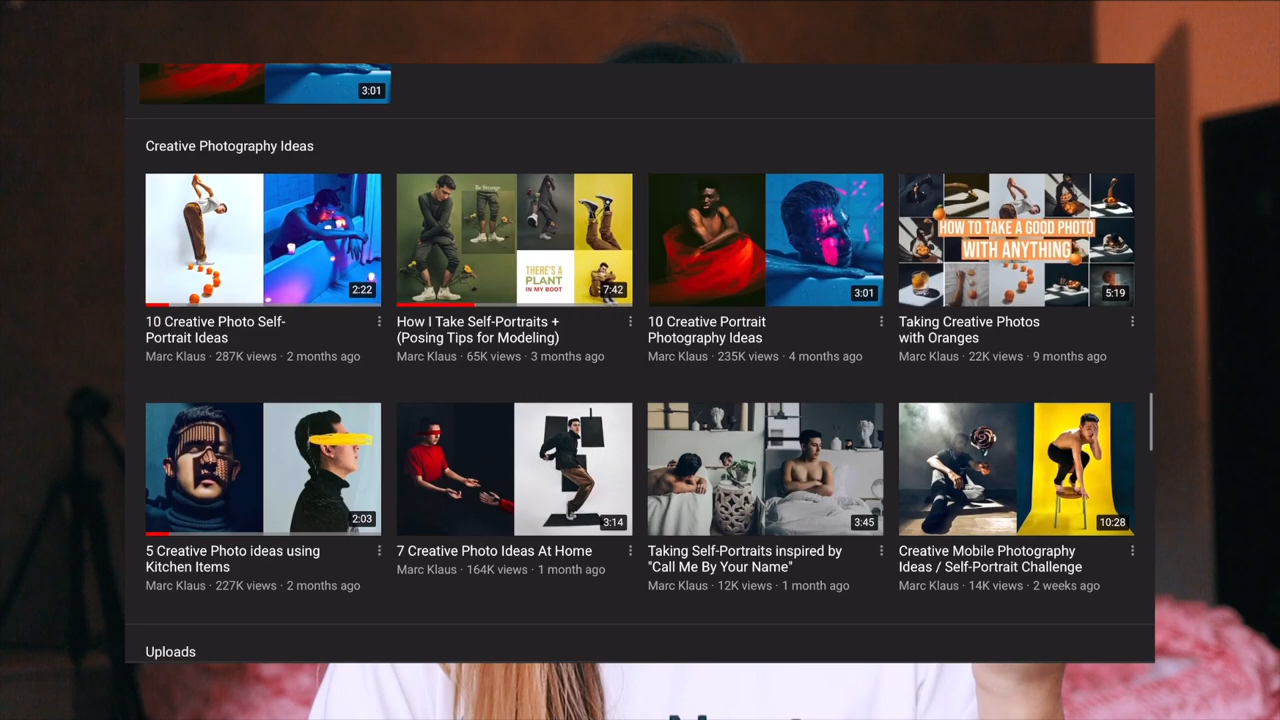 3:01
Creative Photography Ideas
2:22
10 Creative Photo Self-
Portrait Ideas
Marc Klaus · 287K views · 2 months ago
Be Strange
THERE'S A
PLANT
IN MY BOOT
7:42
How I Take Self-Portraits +
(Posing Tips for Modeling)
Marc Klaus · 65K views · 3 months ago
3:01
10 Creative Portrait
Photography Ideas
Marc Klaus · 235K views · 4 months ago
HOW TO TAKE A GOOD PHOTO
WITH ANYTHING
5:19
Taking Creative Photos
with Oranges
Marc Klaus · 22K views · 9 months ago
2:03
5 Creative Photo ideas using
Kitchen Items
Marc Klaus · 227K views · 2 months ago
3:14
7 Creative Photo Ideas At Home
Marc Klaus · 164K views · 1 month ago
3:45
Taking Self-Portraits inspired by
"Call Me By Your Name"
Marc Klaus · 12K views · 1 month ago
10:28
Creative Mobile Photography
Ideas / Self-Portrait Challenge
Marc Klaus · 14K views · 2 weeks ago
Uploads